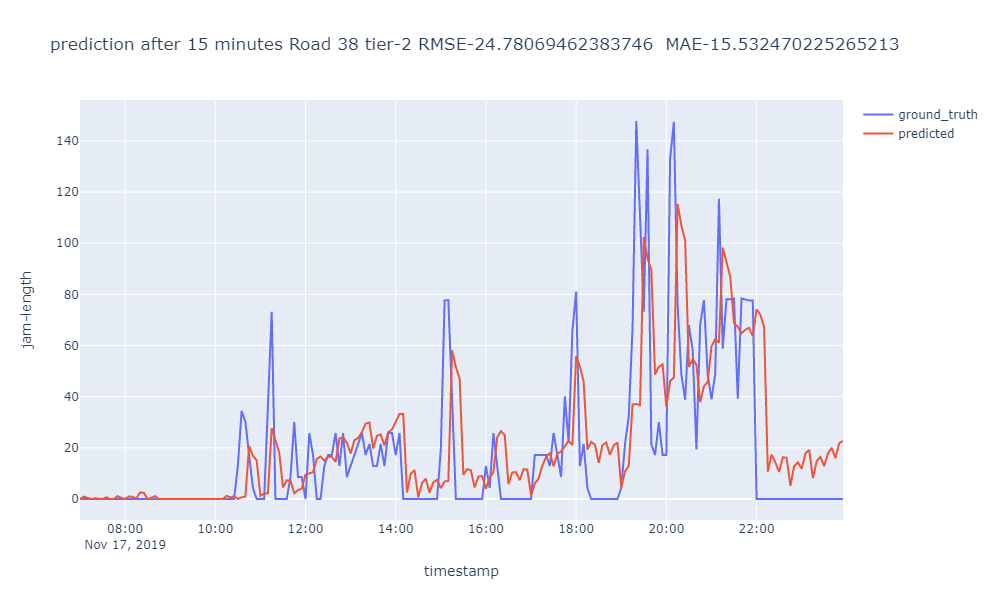 prediction after 15 minutes Road 38 tier-2 RMSE-24.78069462383746  MAE-15.532470225265213
ground_truth
predicted
jam-length
140
120
100
80
60
40
20
0
08:00 10:00 12:00 14:00 16:00 18:00 20:00 22:00
Nov 17, 2019
timestamp